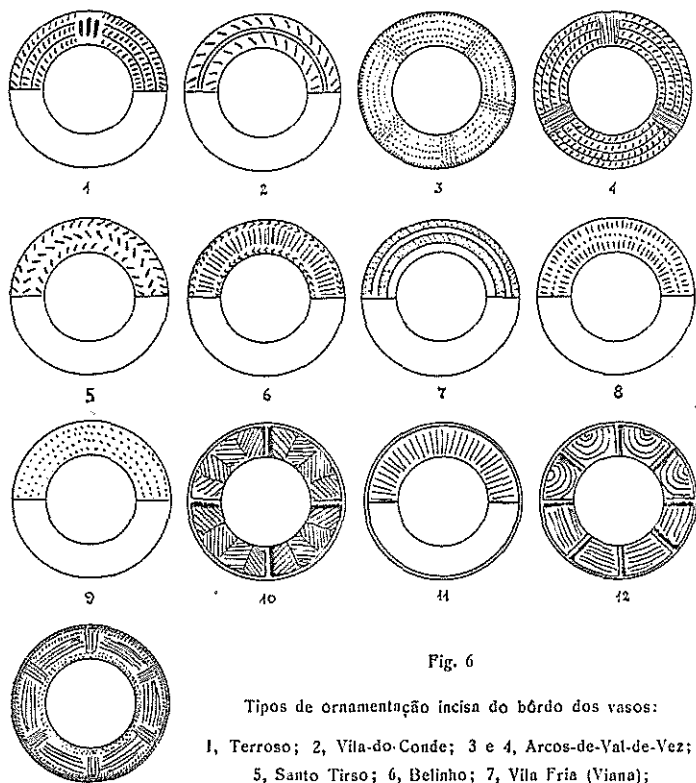 1 2 3 4
5 6 7 8
9 10 11 12
Fig. 6
Tipos de ornamentação incisa do bôrdo dos vasos:
1, Terroso; 2, Vila-do-Conde; 3 e 4, Arcos-de-Val-de-Vez;
5, Santo Tirso; 6, Belinho; 7, Vila Fria (Viana);